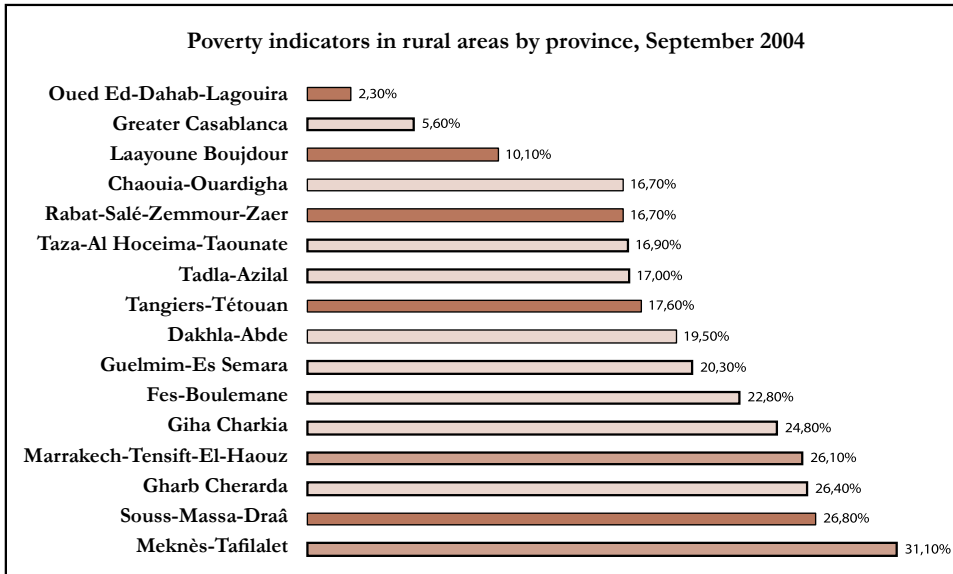 Poverty indicators in rural areas by province, September 2004
Oued Ed-Dahab-Lagouira 2,30%
Greater Casablanca 5,60%
Laayoune Boujdour 10,10%
Chaouia-Ouardigha 16,70%
Rabat-Salé-Zemmour-Zaer 16,70%
Taza-Al Hoceima-Taounate 16,90%
Tadla-Azilal 17,00%
Tangiers-Tétouan 17,60%
Dakhla-Abde 19,50%
Guelmim-Es Semara 20,30%
Fes-Boulemane 22,80%
Giha Charkia 24,80%
Marrakech-Tensift-El-Haouz 26,10%
Gharb Cherarda 26,40%
Souss-Massa-Draâ 26,80%
Meknès-Tafilalet 31,10%